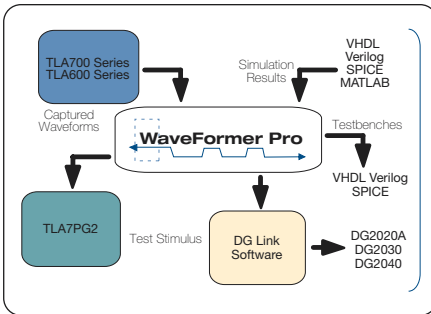 TLA700 Series
TLA600 Series
Simulation
Results
VHDL
Verilog
SPICE
MATLAB
Captured
Waveforms
WaveFormer Pro
Testbenches
VHDL Verilog
SPICE
TLA7PG2
Test Stimulus
DG Link
Software
DG2020A
DG2030
DG2040